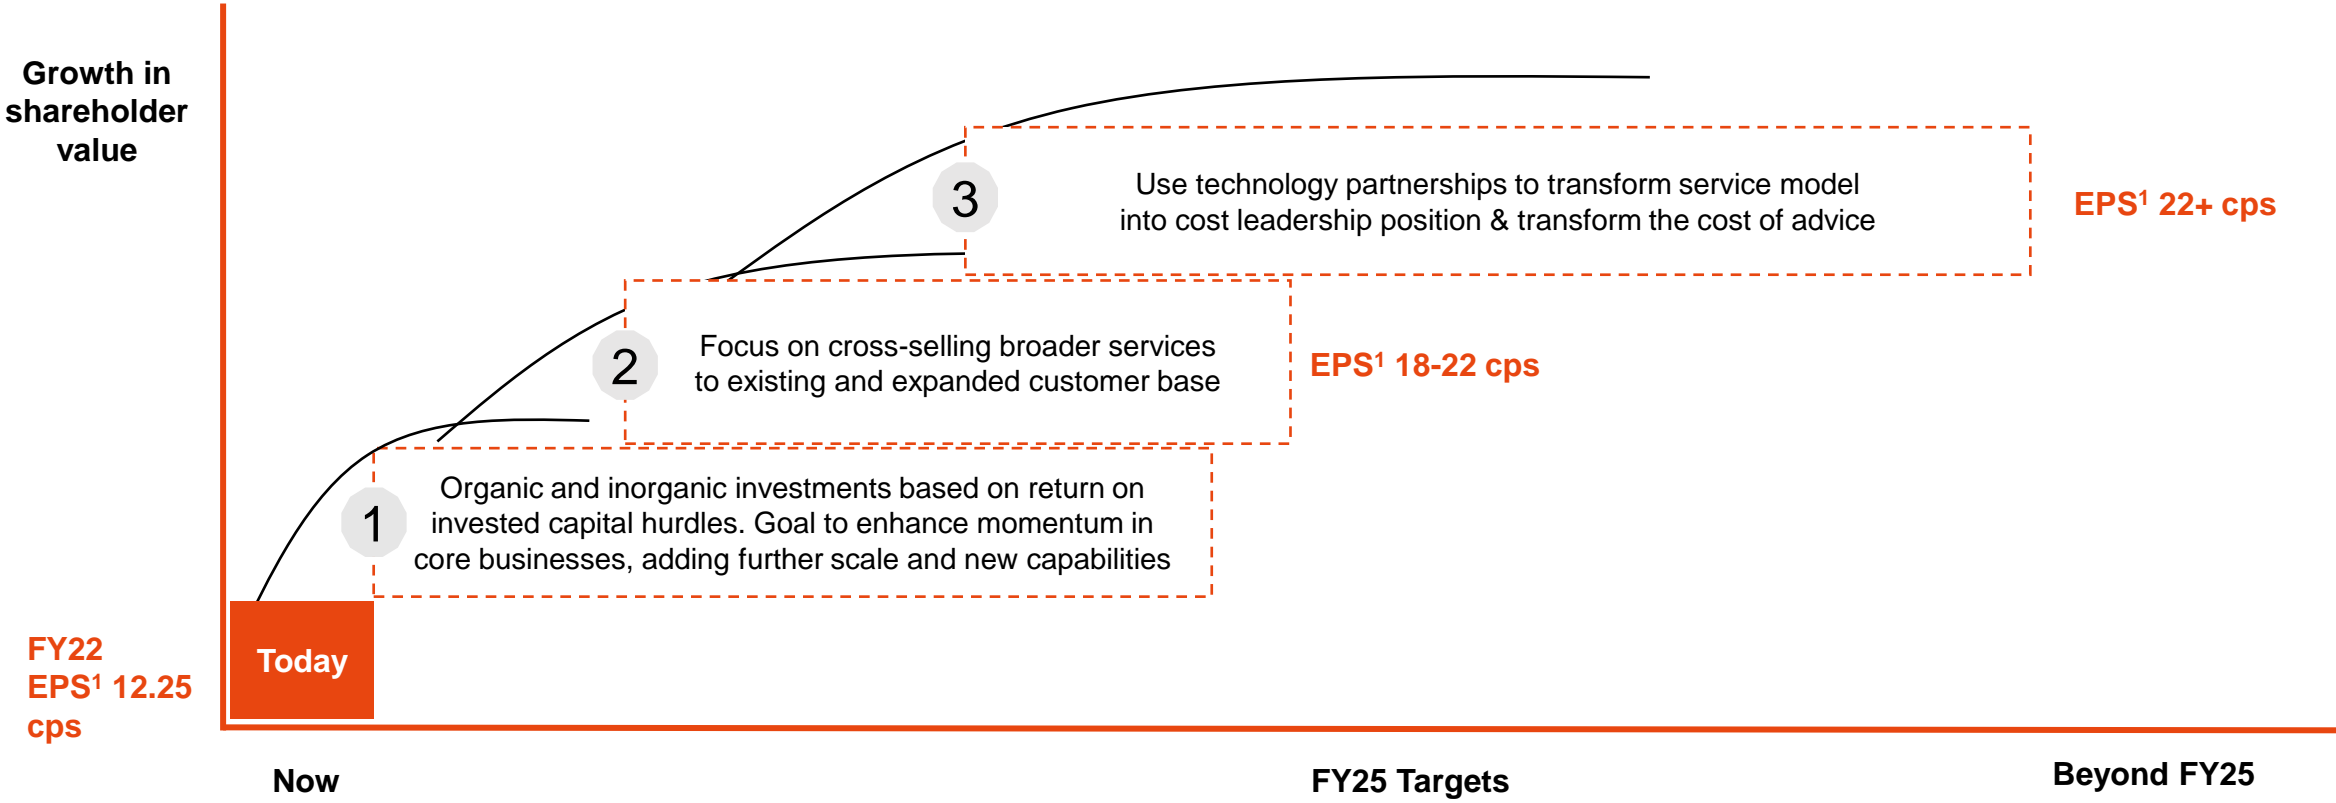 Growth in
shareholder
value
3
Use technology partnerships to transform service model
into cost leadership position & transform the cost of advice
EPS¹ 22+ cps
2
Focus on cross-selling broader services
to existing and expanded customer base
EPS¹ 18-22 cps
1
Organic and inorganic investments based on return on
invested capital hurdles. Goal to enhance momentum in
core businesses, adding further scale and new capabilities
FY22
EPS¹ 12.25
cps
Today
Now
FY25 Targets
Beyond FY25